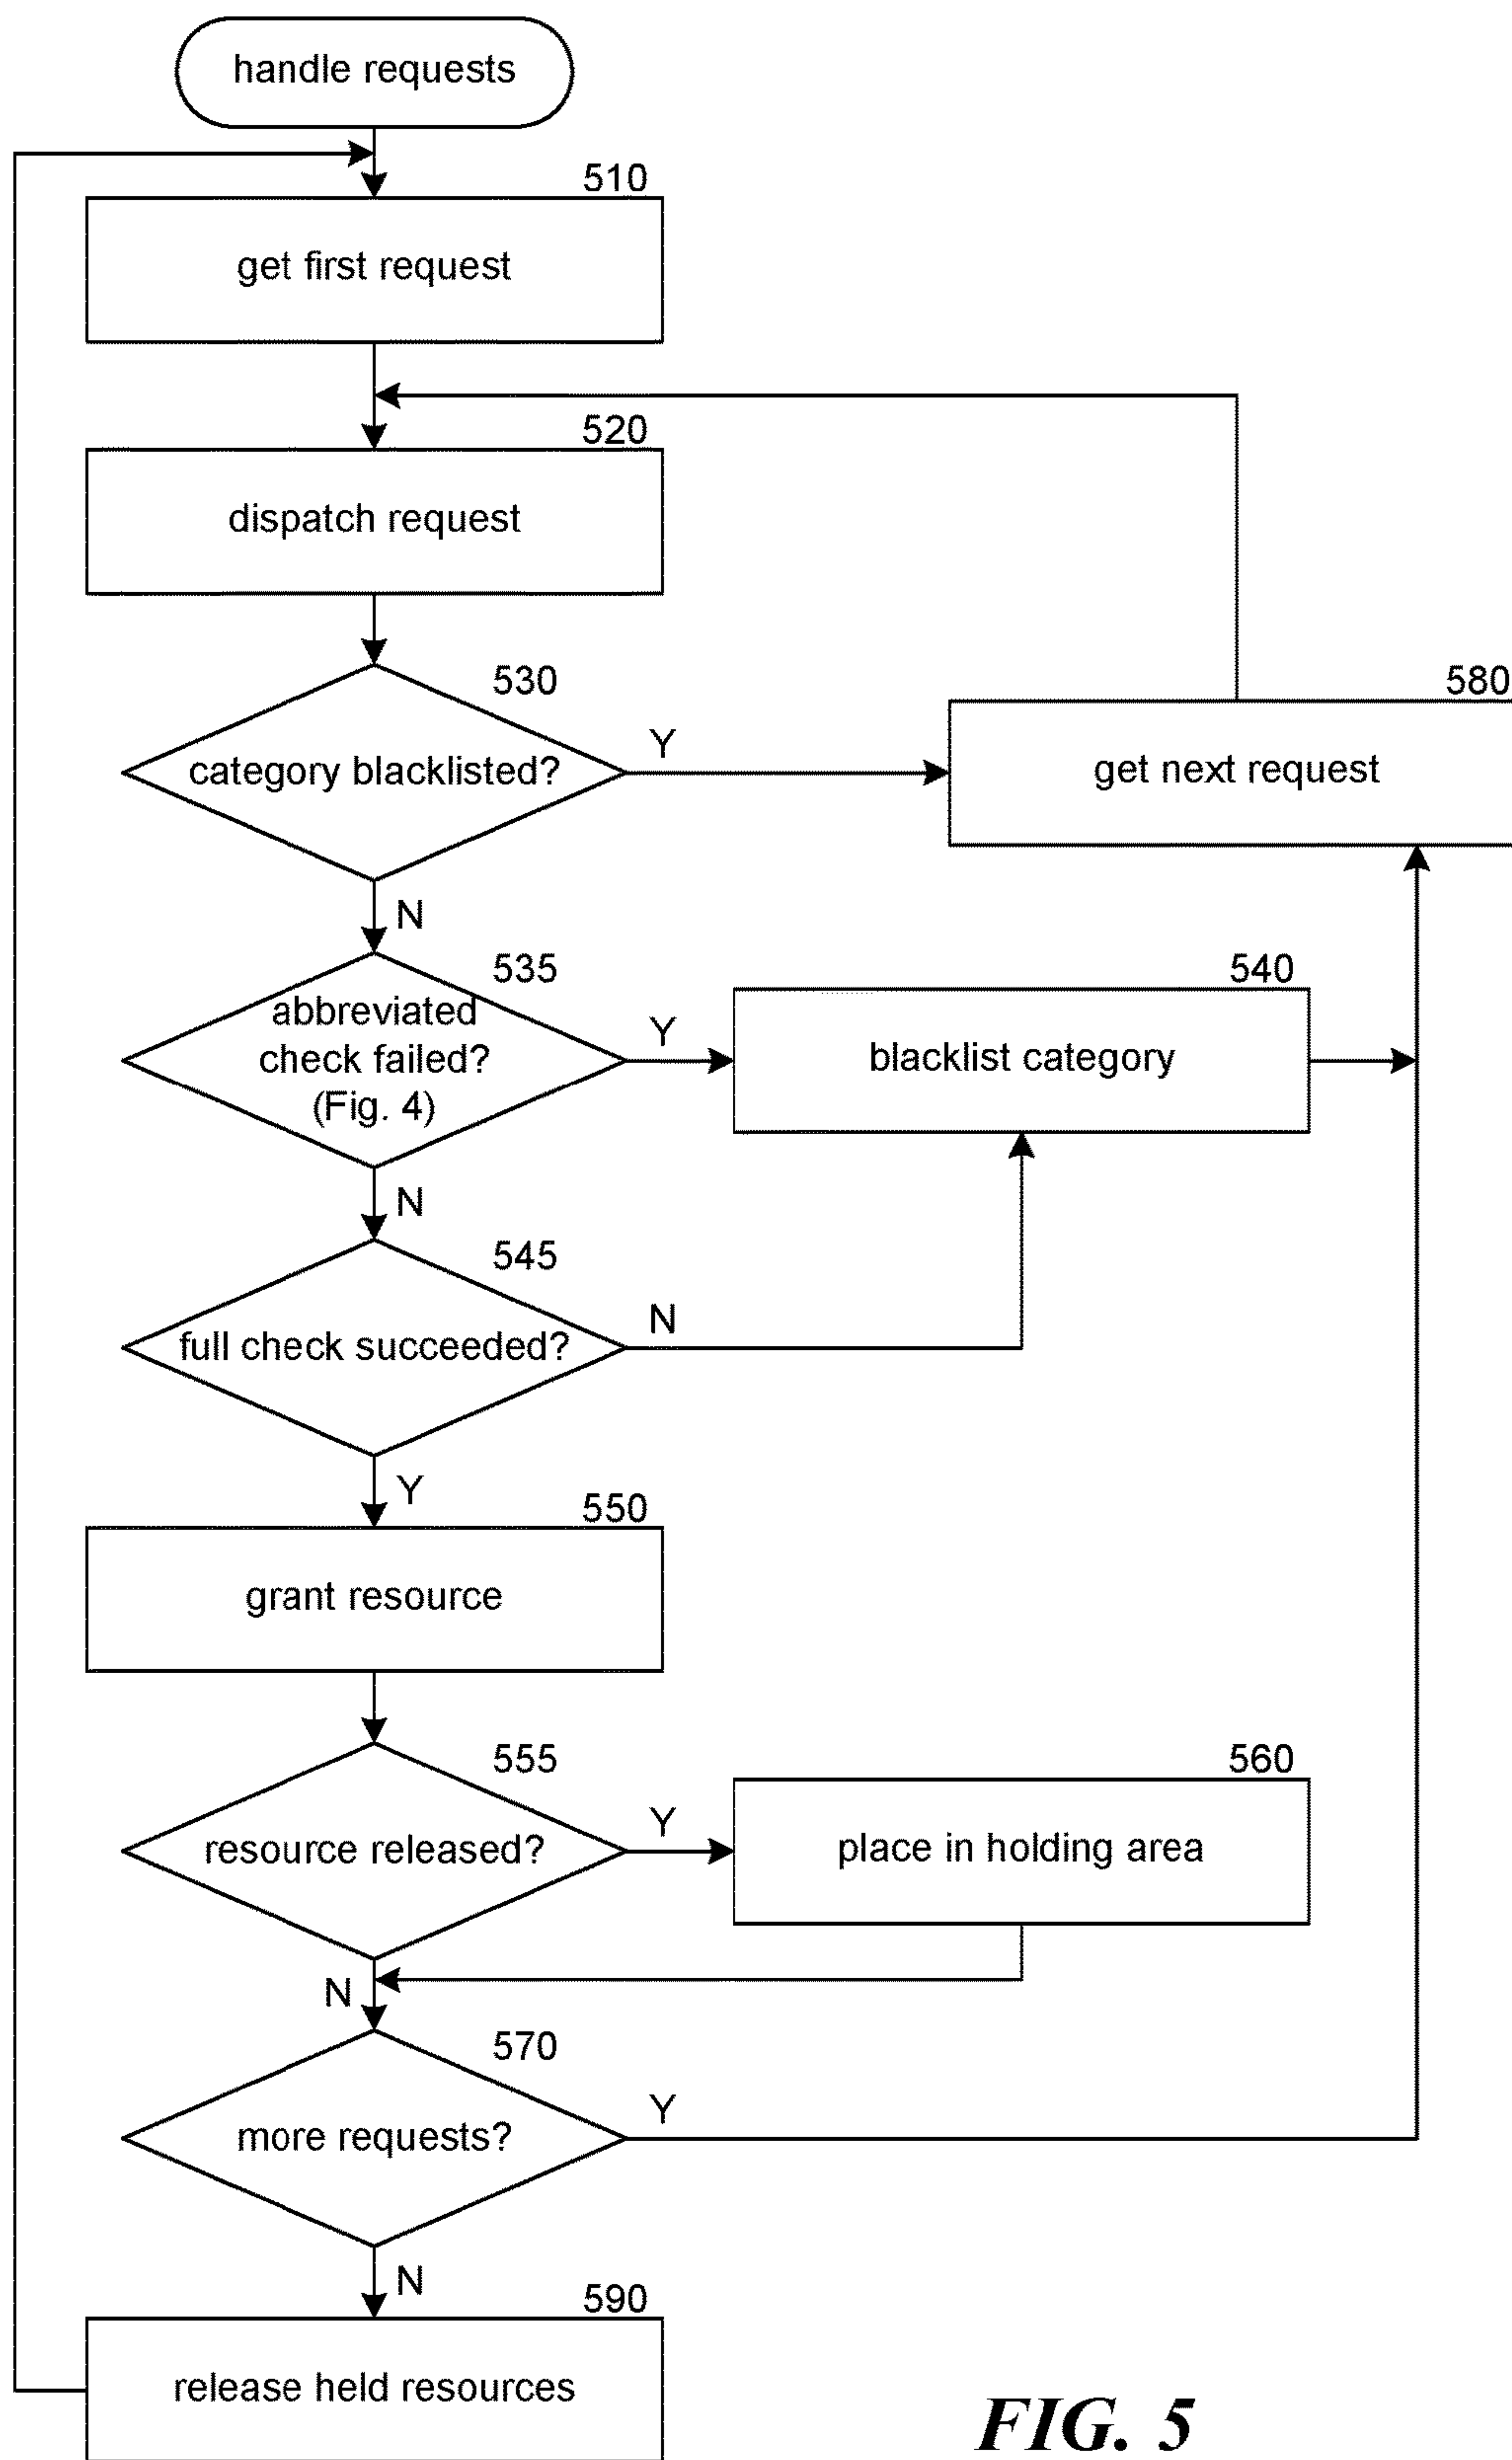 handle requests
510
get first request
520
dispatch request
530
category blacklisted?
Y
580
get next request
N
535
abbreviated
check failed?
(Fig. 4)
Y
540
blacklist category
N
545
full check succeeded?
N
Y
550
grant resource
555
resource released?
Y
560
place in holding area
N
570
more requests?
Y
N
590
release held resources
FIG. 5